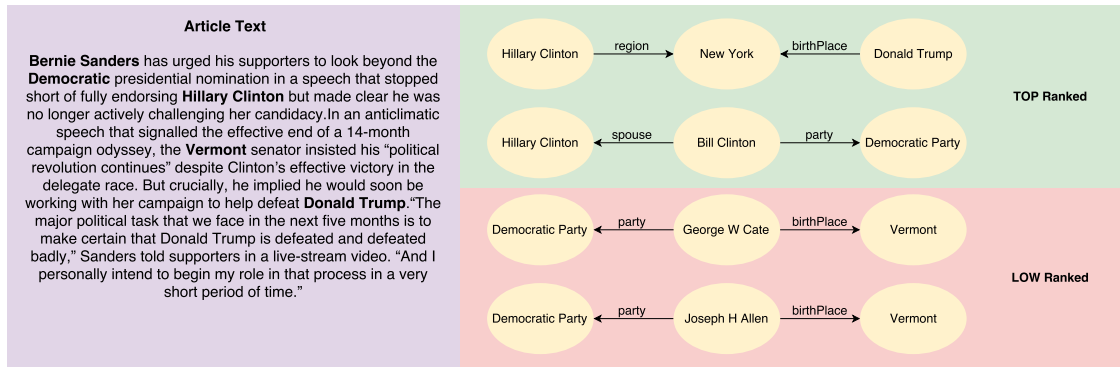 Article Text
Bernie Sanders has urged his supporters to look beyond the
Democratic presidential nomination in a speech that stopped
short of fully endorsing Hillary Clinton but made clear he was
no longer actively challenging her candidacy.In an anticlimatic
speech that signalled the effective end of a 14-month
campaign odyssey, the Vermont senator insisted his “political
revolution continues” despite Clinton’s effective victory in the
delegate race. But crucially, he implied he would soon be
working with her campaign to help defeat Donald Trump.“The
major political task that we face in the next five months is to
make certain that Donald Trump is defeated and defeated
badly,” Sanders told supporters in a live-stream video. “And I
personally intend to begin my role in that process in a very
short period of time.”
Hillary Clinton region New York birthPlace Donald Trump
TOP Ranked
Hillary Clinton spouse Bill Clinton party Democratic Party
Democratic Party party George W Cate birthPlace Vermont
LOW Ranked
Democratic Party party Joseph H Allen birthPlace Vermont